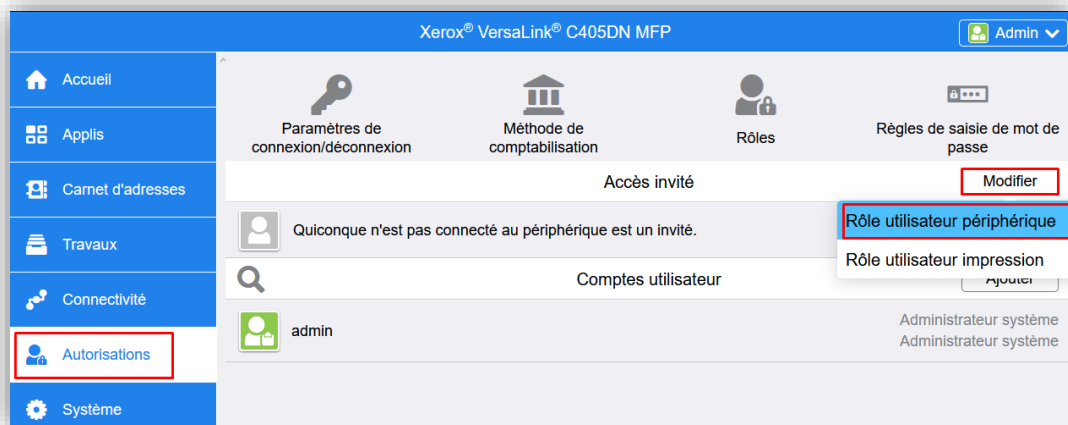 Xerox® VersaLink® C405DN MFP
Admin
Accueil
Applis
Carnet d'adresses
Travaux
Connectivité
Autorisations
Système
Paramètres de
connexion/déconnexion
Méthode de
comptabilisation
Rôles
Règles de saisie de mot de
passe
Accès invité
Modifier
Quiconque n'est pas connecté au périphérique est un invité.
Rôle utilisateur périphérique
Rôle utilisateur impression
Comptes utilisateur
Ajouter
admin
Administrateur système
Administrateur système